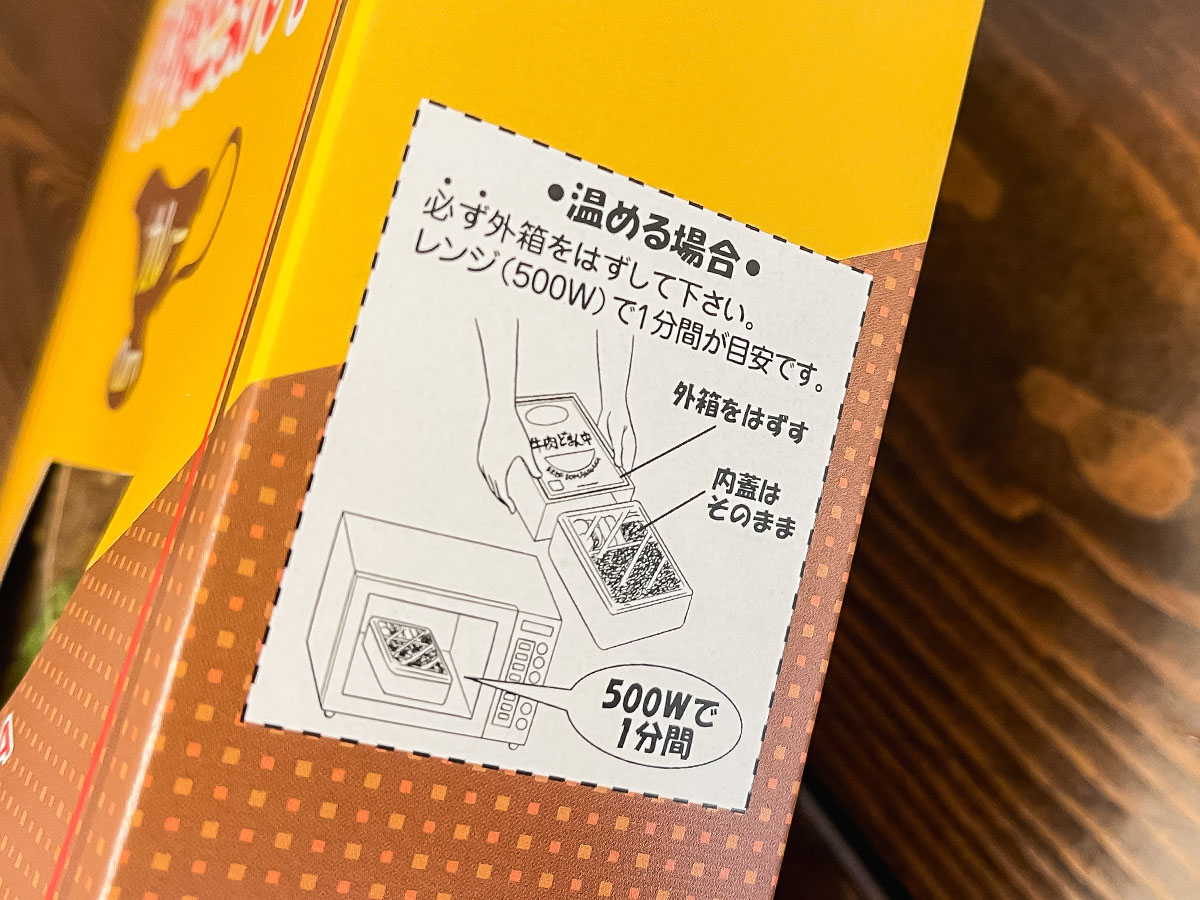 ●温める場合●
必ず外箱をはずして下さい。
レンジ(500W)で1分間が目安です。
外箱をはずす
牛肉どまん中
内蓋は
そのまま
500Wで
1分間